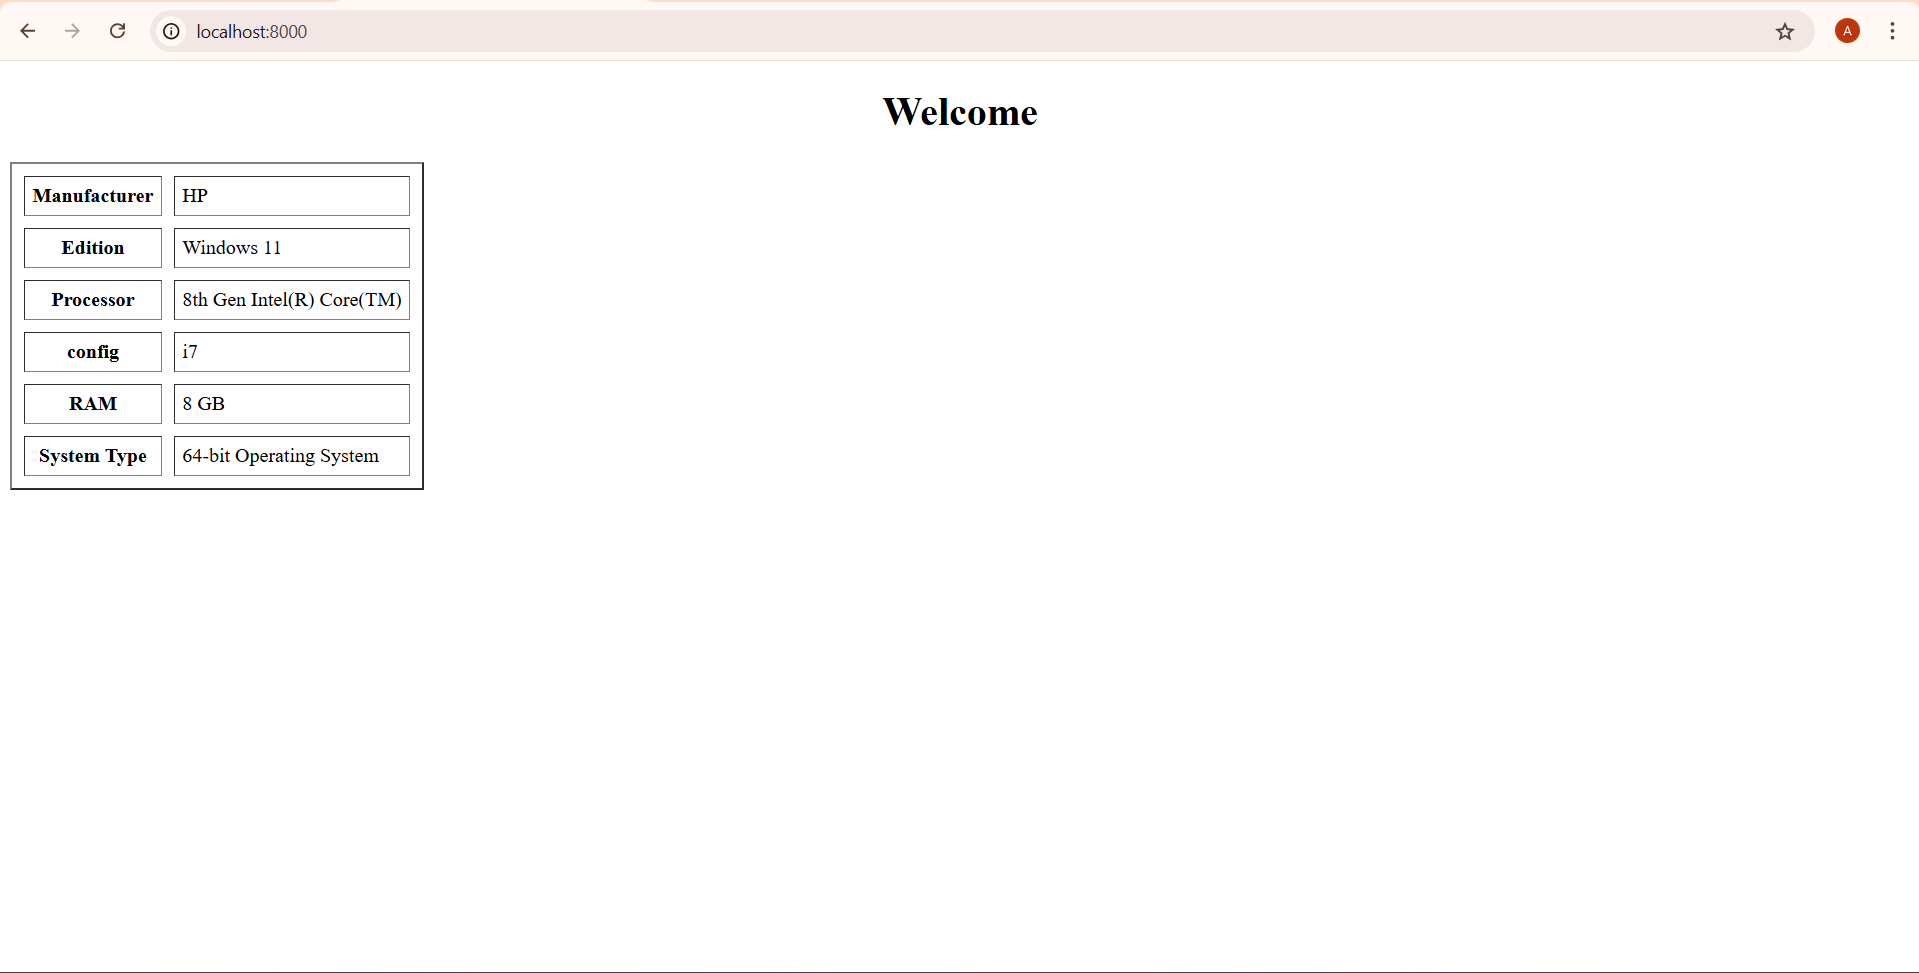 localhost:8000
A
Welcome
Manufacturer HP
Edition Windows 11
Processor 8th Gen Intel(R) Core(TM)
config i7
RAM 8 GB
System Type 64-bit Operating System